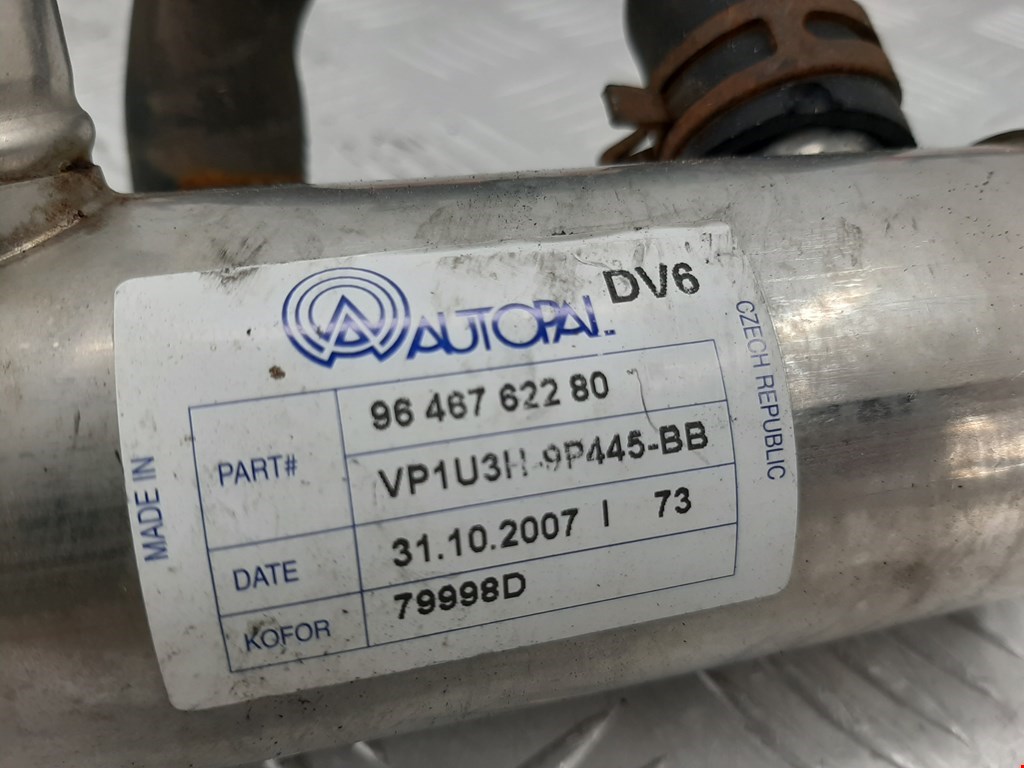 AUTOPAL
DV6
PART#
96 467 622 80
VP1U3H-9P445-BB
DATE
31.10.2007 I 73
KOFOR
79998D
MADE IN
CZECH REPUBLIC